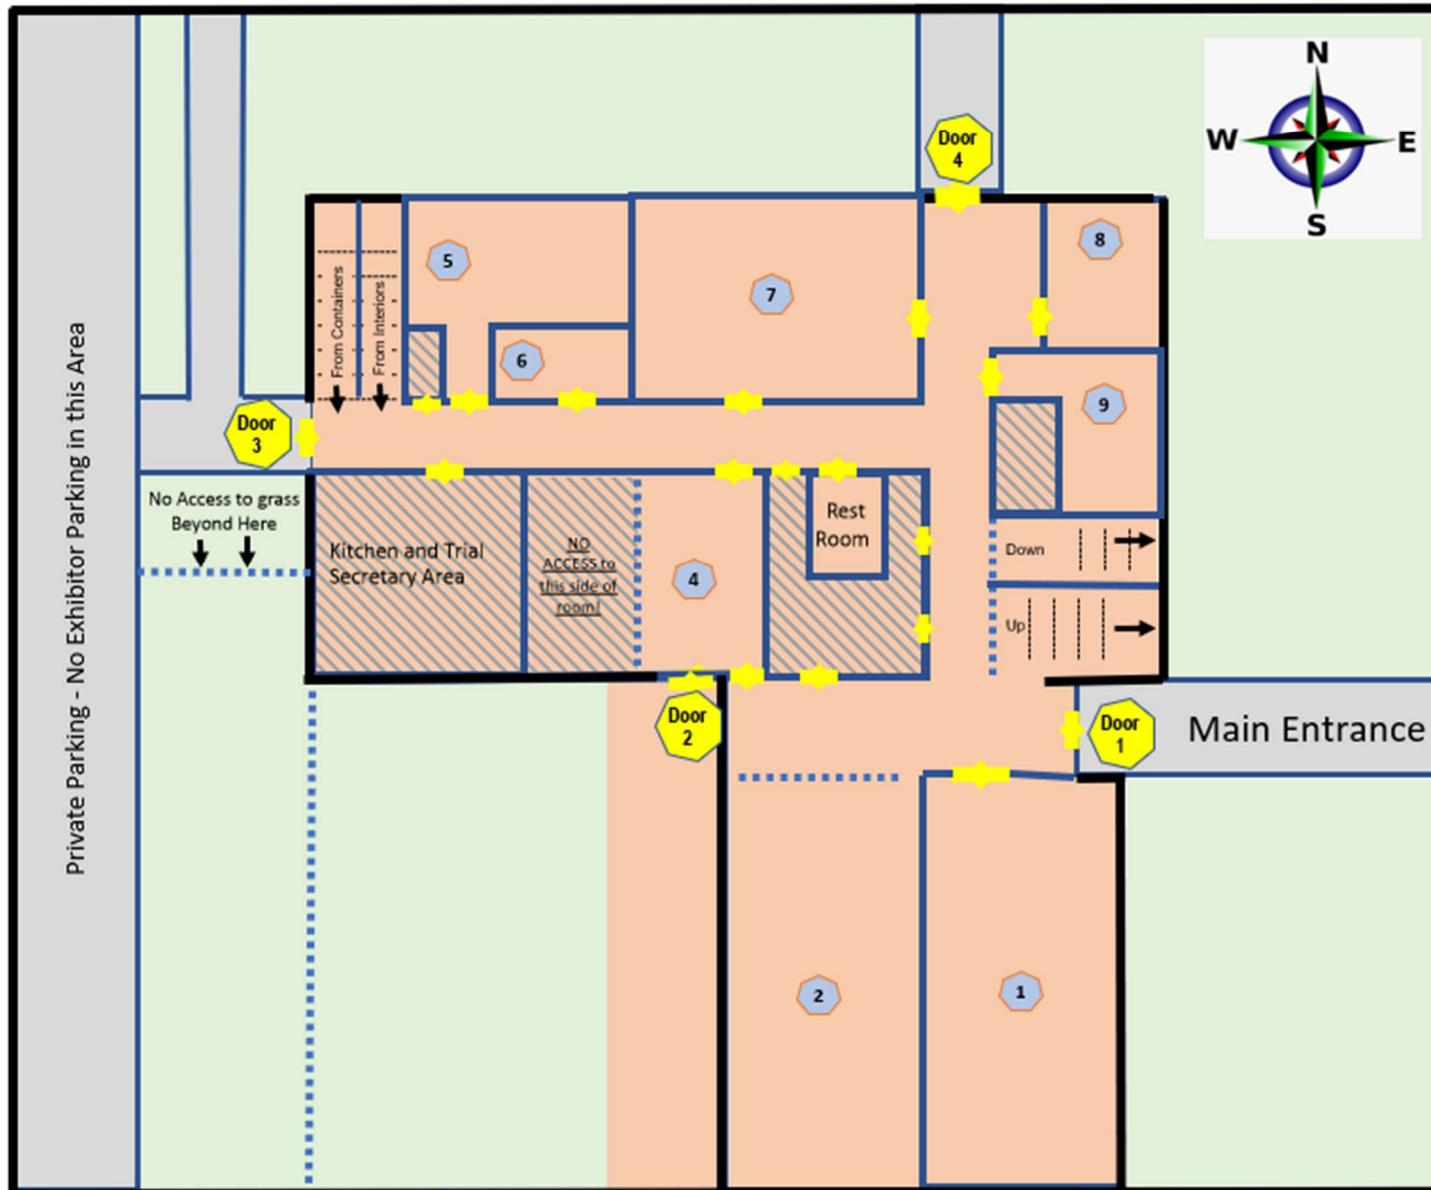 N
W
E
S
Door
4
8
5
7
From Containers
From Interiors
6
9
Door
3
No Access to grass
Beyond Here
Private Parking - No Exhibitor Parking in this Area
Kitchen and Trial
Secretary Area
NO
ACCESS to
this side of
room!
4
Rest
Room
Down
Up
Door
2
Door
1
Main Entrance
2
1